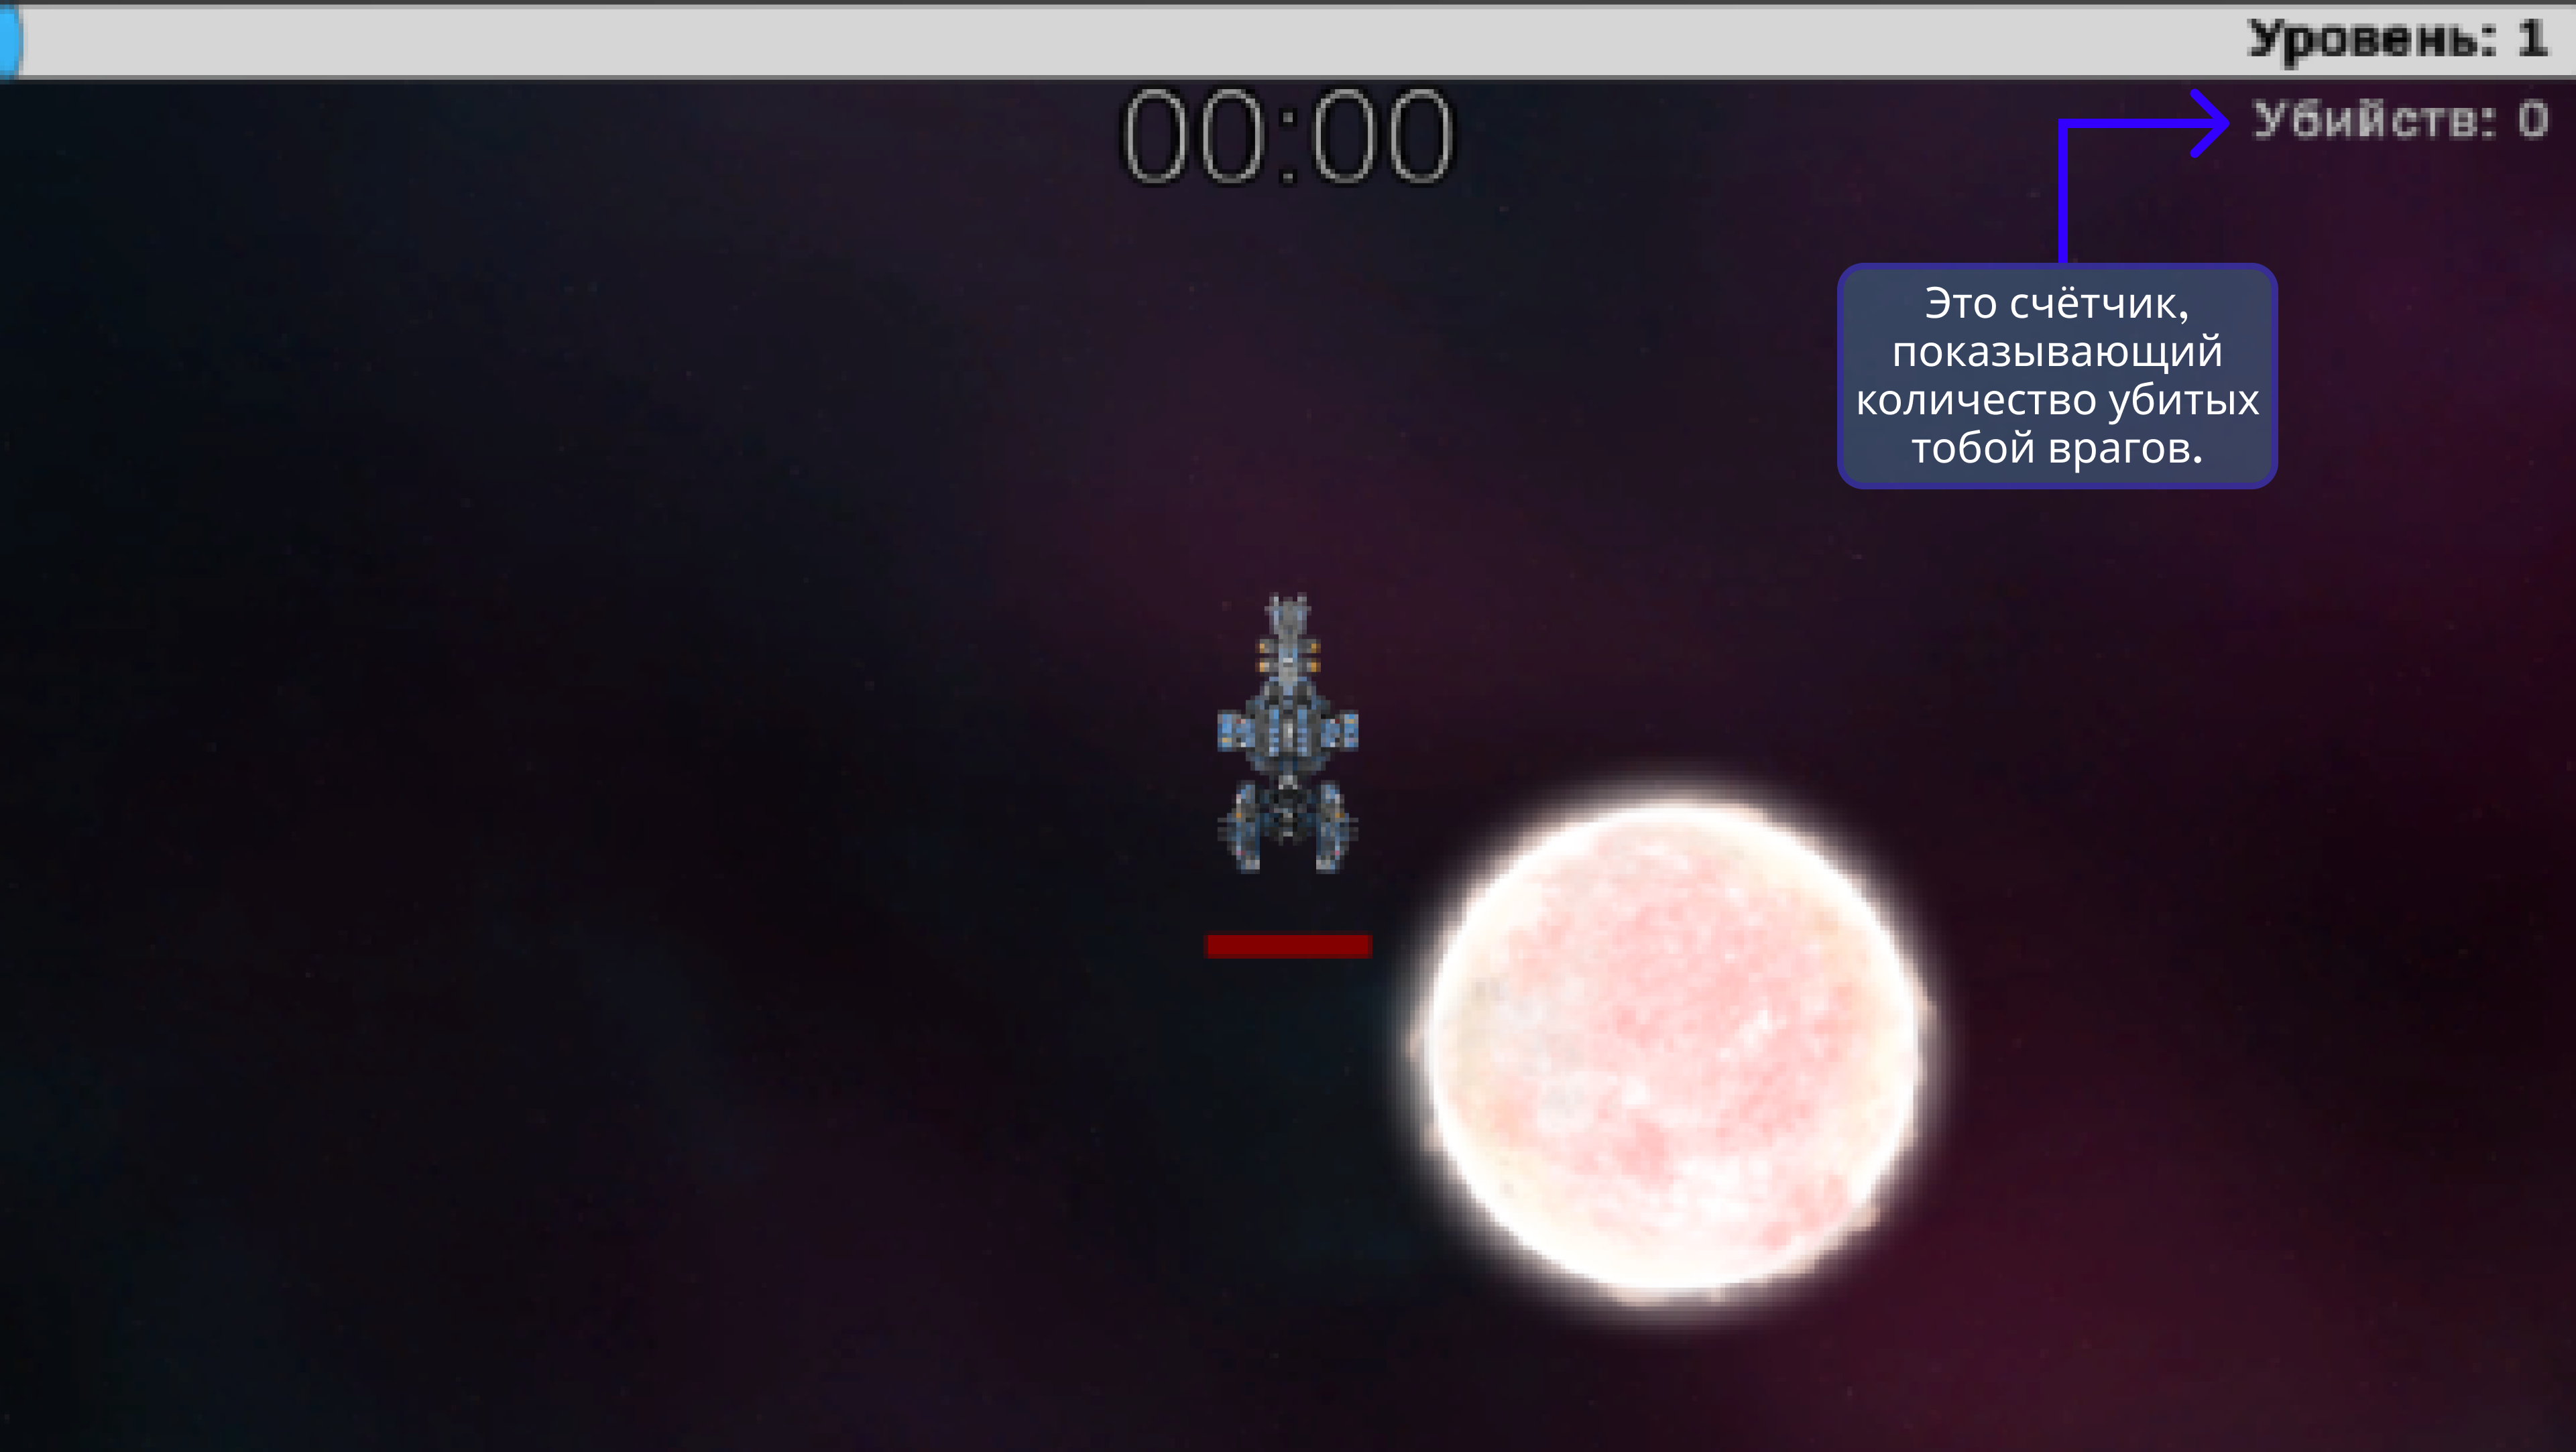 Уровень: 1
00:00
Убийств: 0
Это счётчик,
показывающий
количество убитых
тобой врагов.